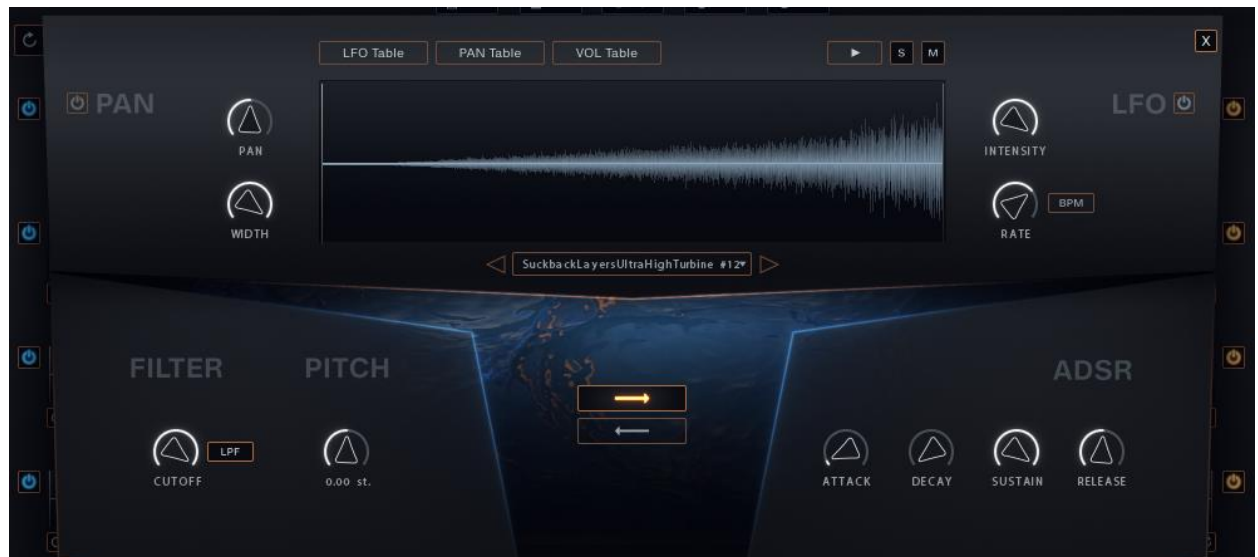 LFO Table PAN Table VOL Table S M X
PAN LFO
PAN INTENSITY
BPM
WIDTH RATE
SuckbackLayersUltraHighTurbine #12
FILTER PITCH ADSR
LPF
CUTOFF 0.00 st. ATTACK DECAY SUSTAIN RELEASE